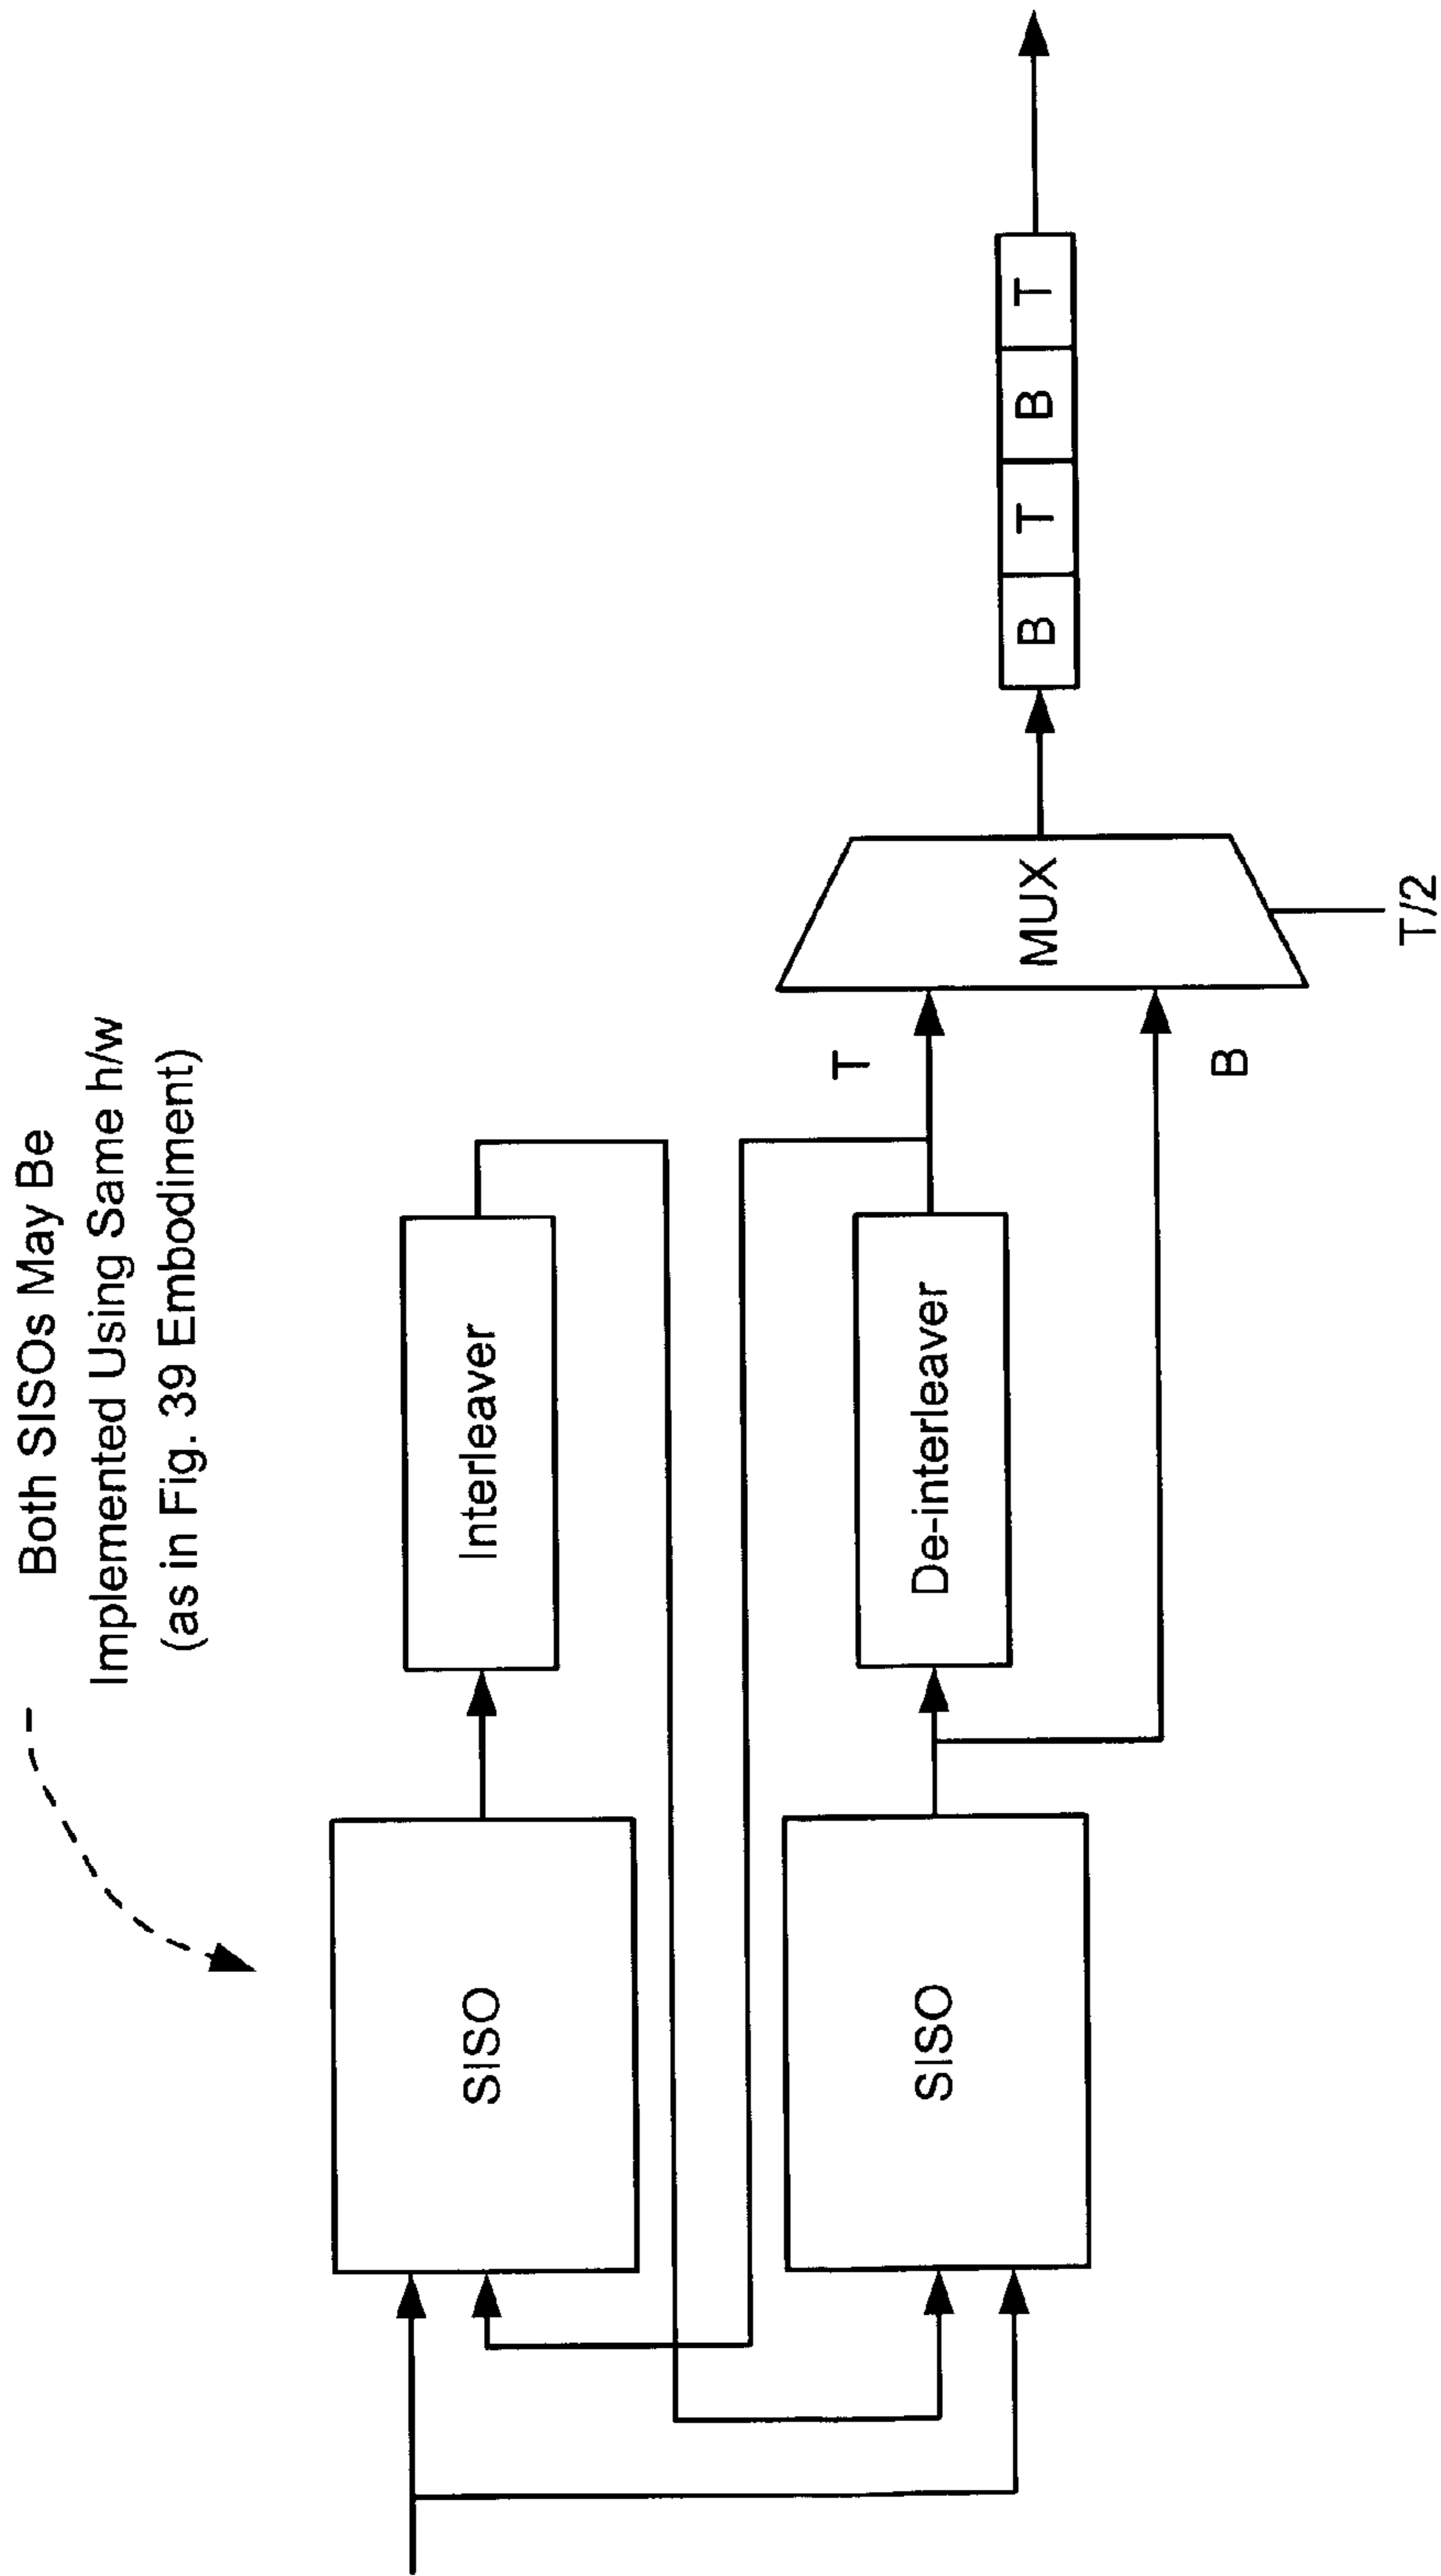 Both SISOs May Be
Implemented Using Same h/w
(as in Fig. 39 Embodiment)
SISO
Interleaver
SISO
De-interleaver
T
B
MUX
T/2
B T B T